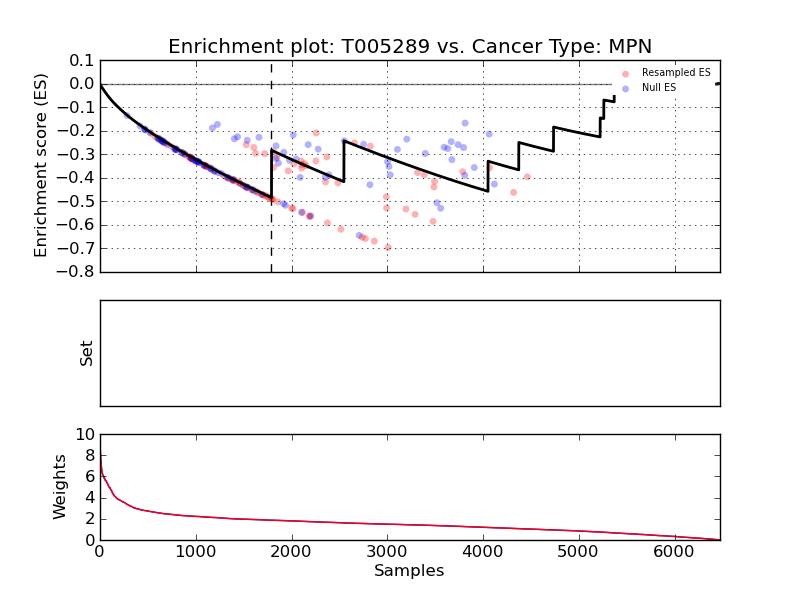 Enrichment plot: T005289 vs. Cancer Type: MPN
Enrichment score (ES)
0.1
0.0
−0.1
−0.2
−0.3
−0.4
−0.5
−0.6
−0.7
−0.8
Resampled ES
Null ES
Set
Weights
10
8
6
4
2
0
0 1000 2000 3000 4000 5000 6000
Samples